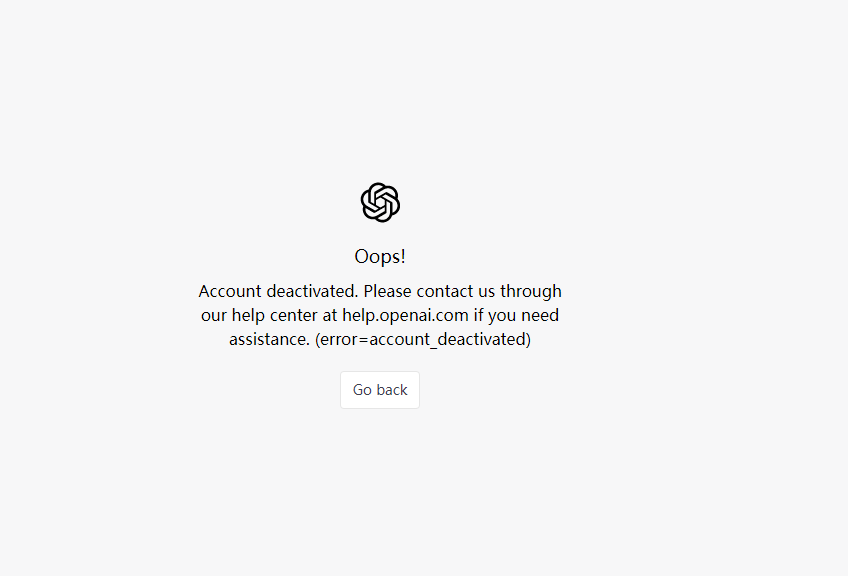 Oops!
Account deactivated. Please contact us through
our help center at help.openai.com if you need
assistance. (error=account_deactivated)
Go back